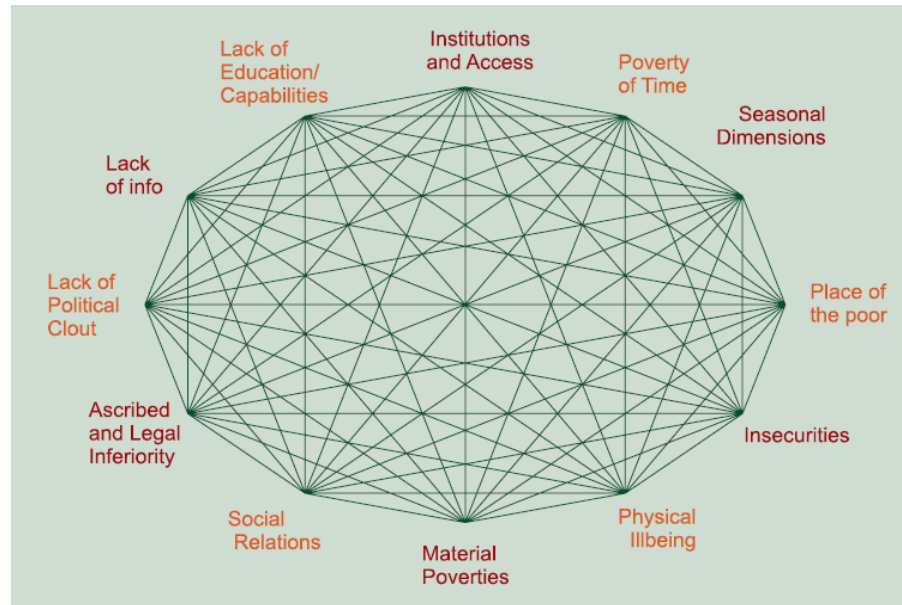 Institutions
and Access
Lack of
Education/
Capabilities
Poverty
of Time
Seasonal
Dimensions
Lack
of info
Lack of
Political
Clout
Place of
the poor
Ascribed
and Legal
Inferiority
Insecurities
Social
Relations
Physical
Illbeing
Material
Poverties